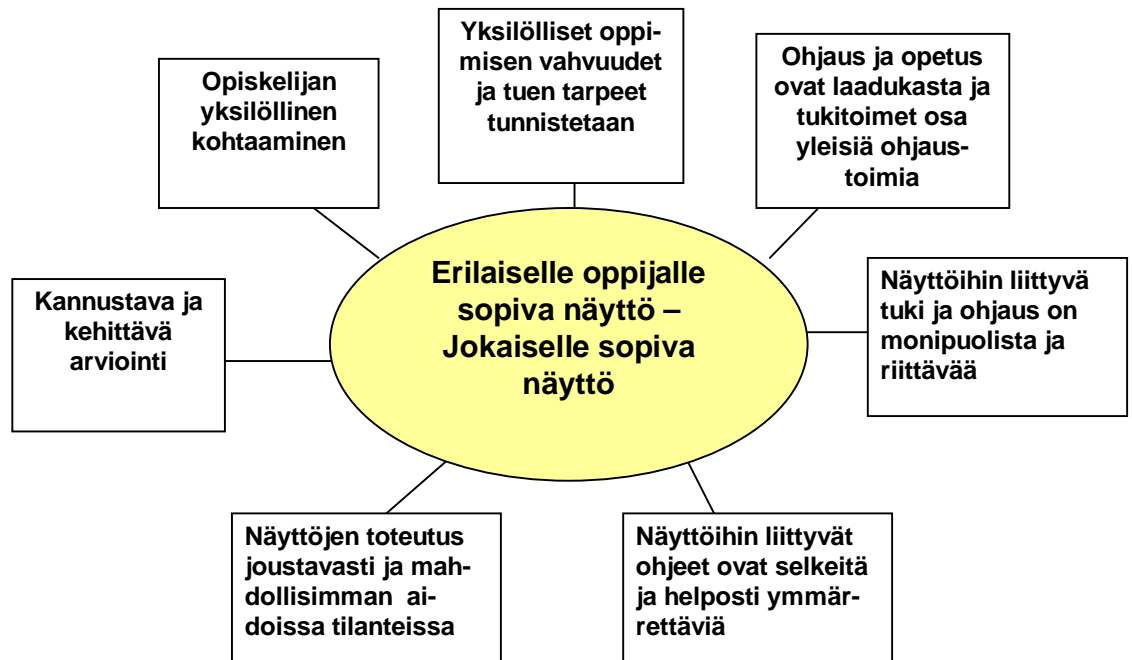 Opiskelijan
yksilöllinen
kohtaaminen
Yksilölliset oppi-
misen vahvuudet
ja tuen tarpeet
tunnistetaan
Ohjaus ja opetus
ovat laadukasta ja
tukitoimet osa
yleisiä ohjaus-
toimia
Kannustava ja
kehittävä
arviointi
Erilaiselle oppijalle
sopiva näyttö –
Jokaiselle sopiva
näyttö
Näyttöihin liittyvä
tuki ja ohjaus on
monipuolista ja
riittävää
Näyttöjen toteutus
joustavasti ja mah-
dollisimman ai-
doissa tilanteissa
Näyttöihin liittyvät
ohjeet ovat selkeitä
ja helposti ymmär-
rettäviä